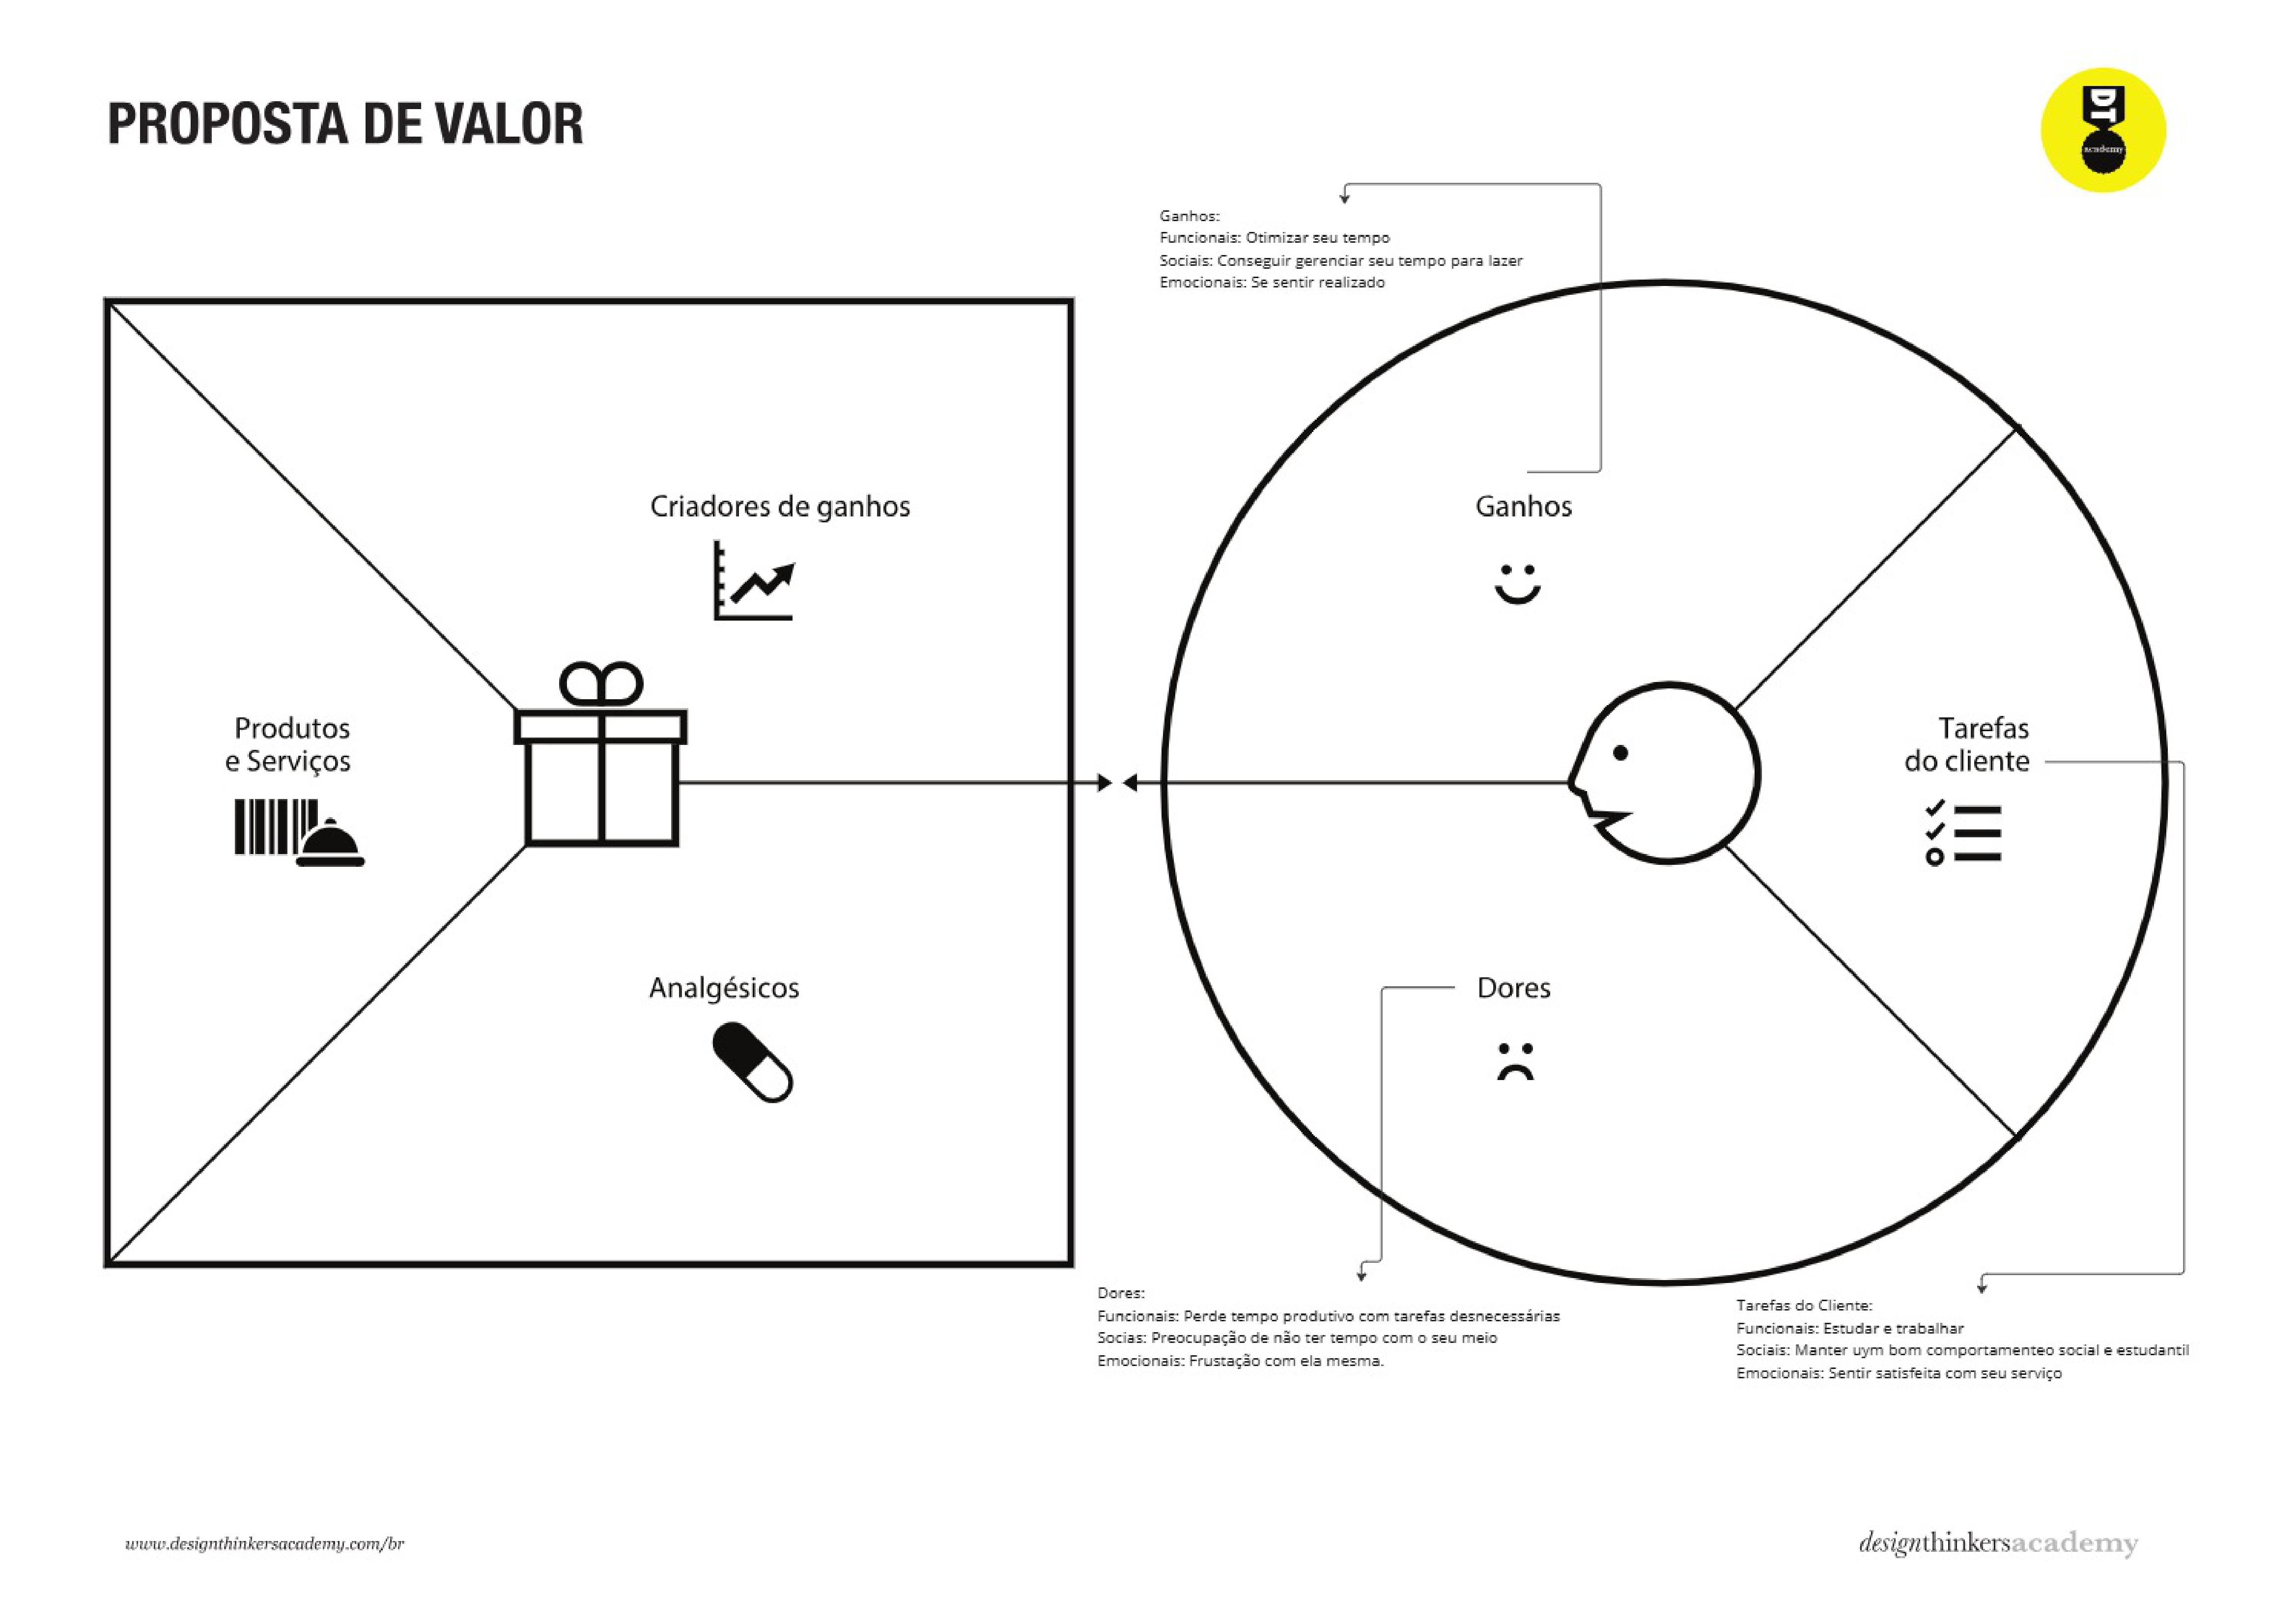 PROPOSTA DE VALOR
DT
academy
Ganhos:
Funcionais: Otimizar seu tempo
Sociais: Conseguir gerenciar seu tempo para lazer
Emocionais: Se sentir realizado
Criadores de ganhos
Ganhos
Produtos
e Serviços
Tarefas
do cliente
Analgésicos
Dores
Dores:
Funcionais: Perde tempo produtivo com tarefas desnecessárias
Socias: Preocupação de não ter tempo com o seu meio
Emocionais: Frustação com ela mesma.
Tarefas do Cliente:
Funcionais: Estudar e trabalhar
Sociais: Manter uym bom comportamenteo social e estudantil
Emocionais: Sentir satisfeita com seu serviço
www.designthinkersacademy.com/br
designthinkersacademy